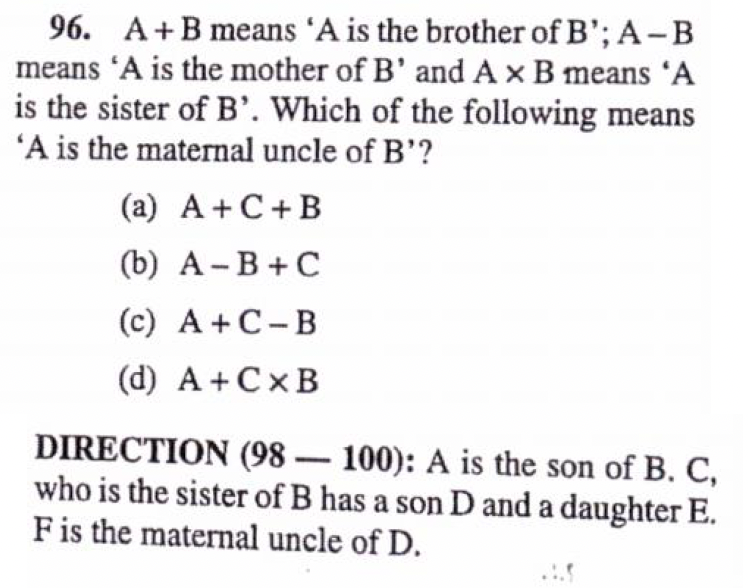 96. A + B means ‘A is the brother of B’; A – B
means ‘A is the mother of B’ and A × B means ‘A
is the sister of B’. Which of the following means
‘A is the maternal uncle of B’?
(a) A + C + B
(b) A – B + C
(c) A + C – B
(d) A + C × B
DIRECTION (98 — 100): A is the son of B. C,
who is the sister of B has a son D and a daughter E.
F is the maternal uncle of D.